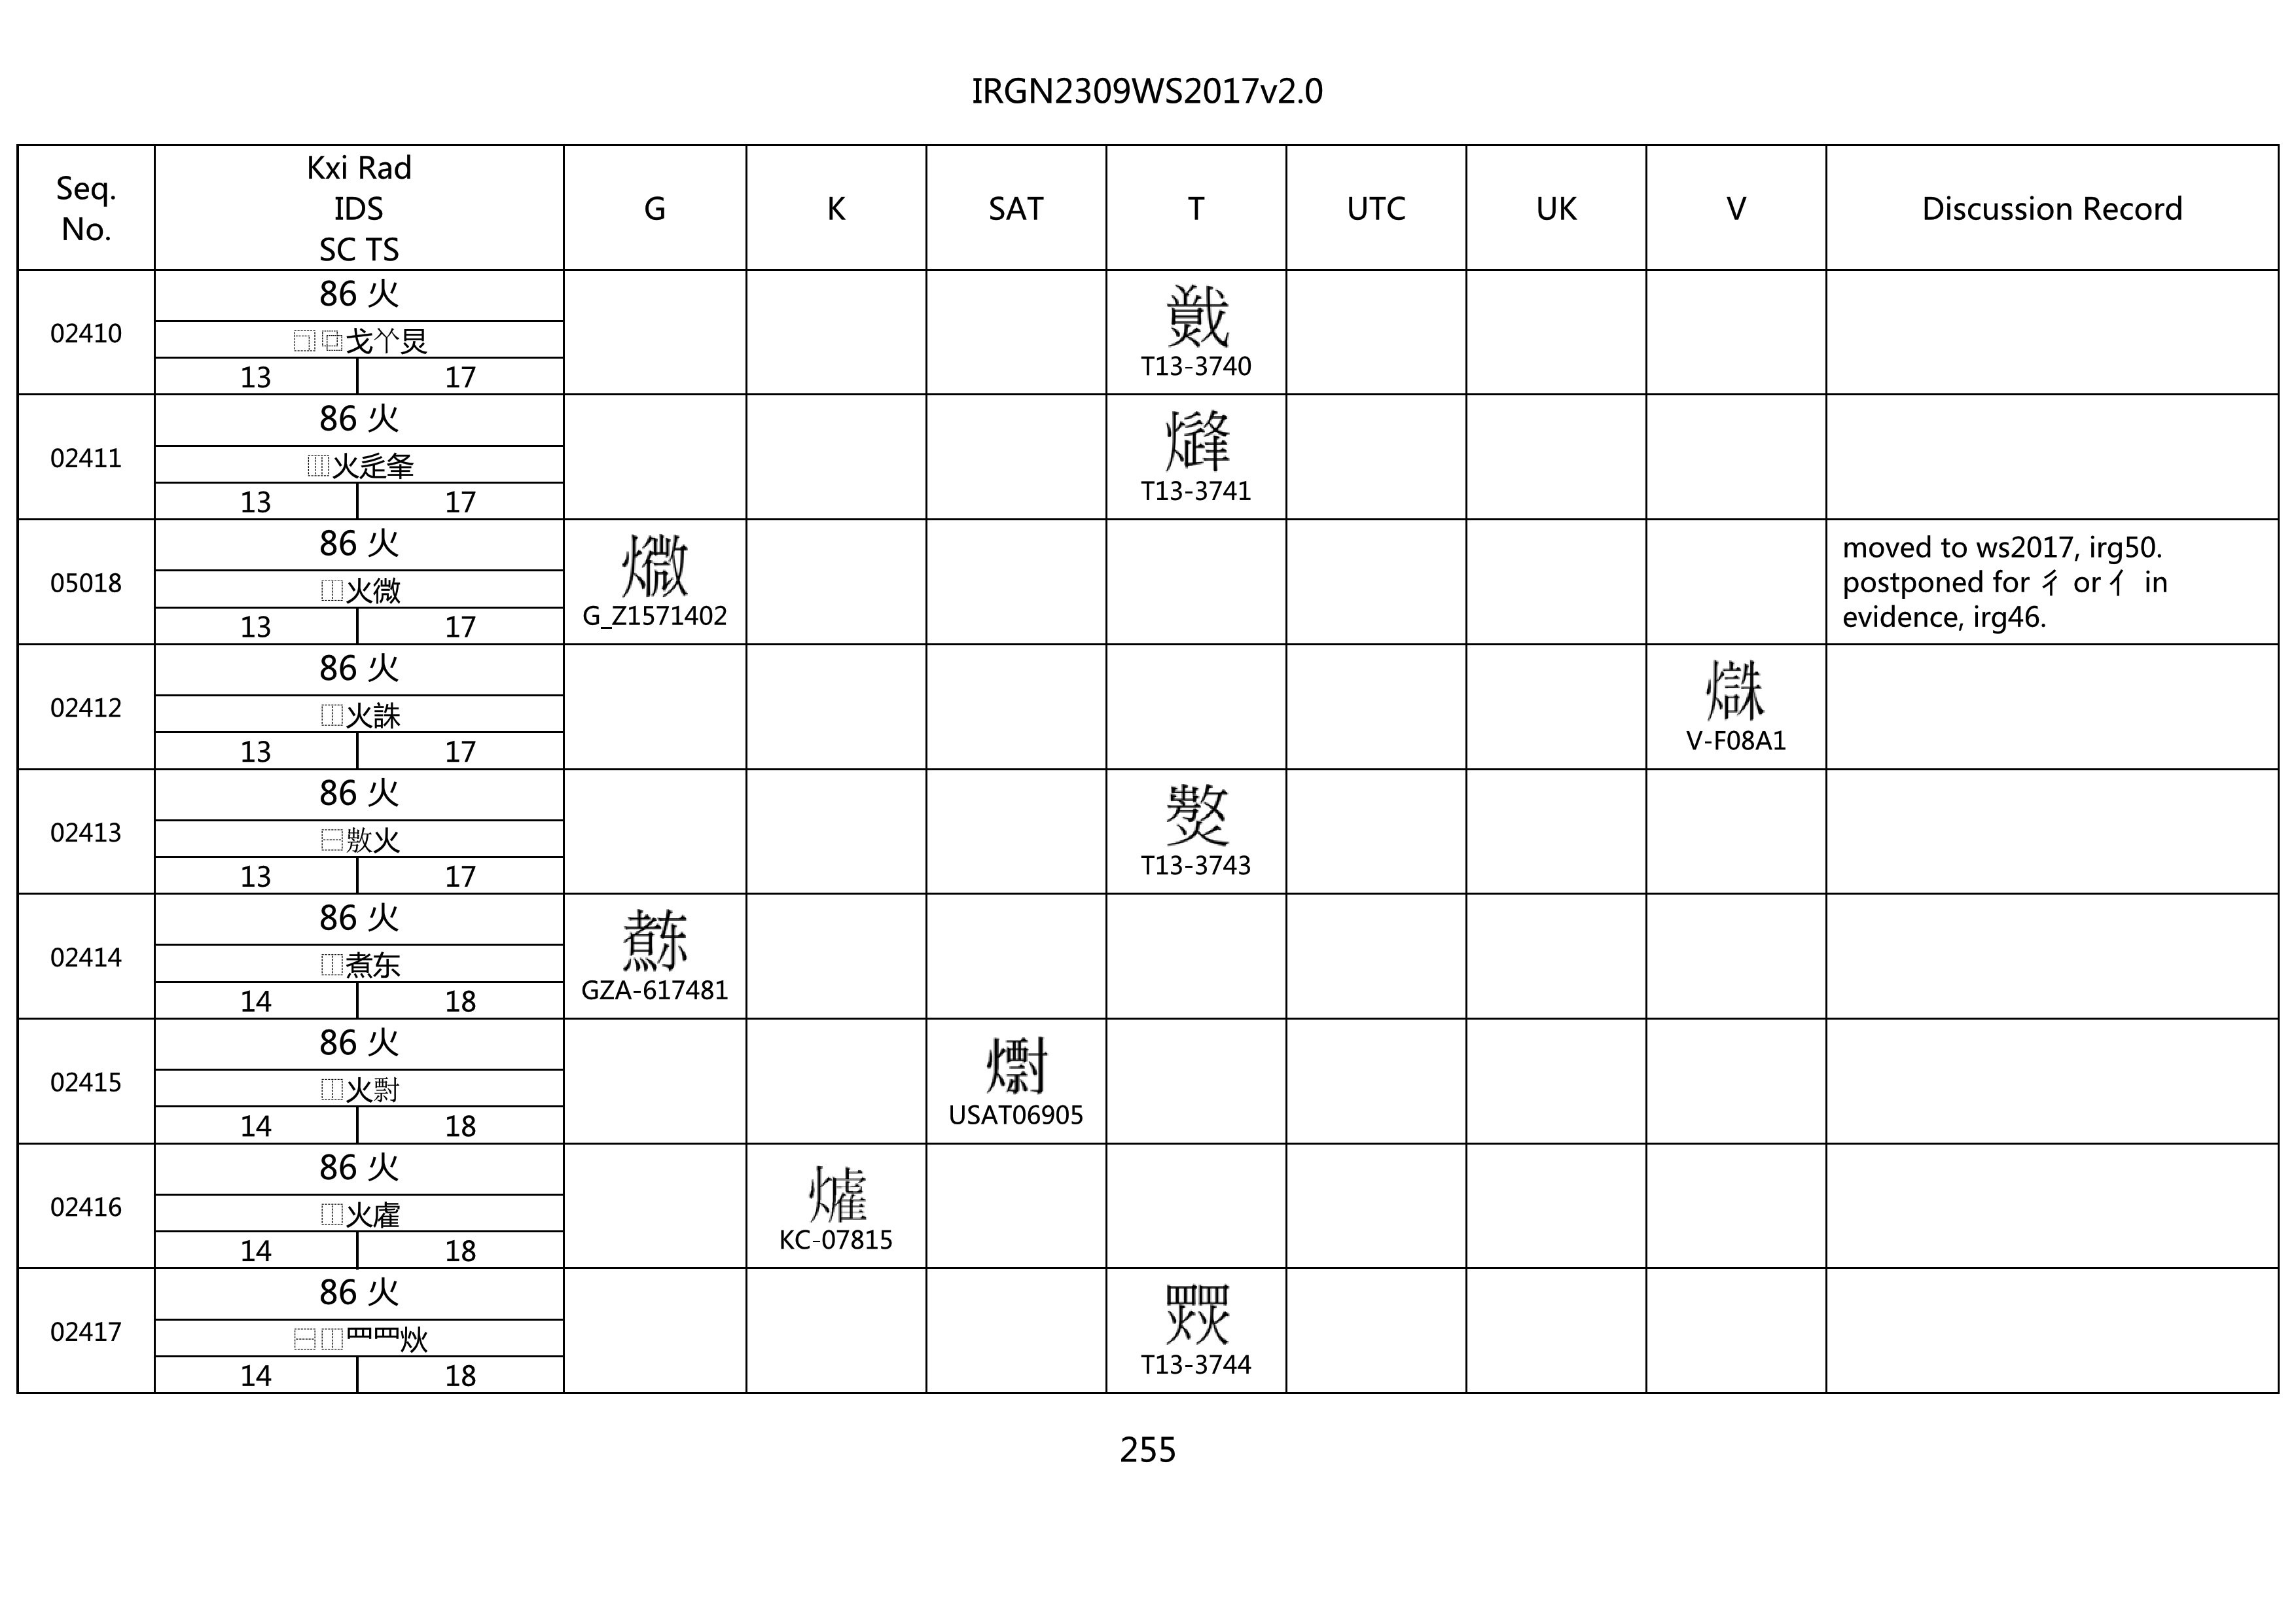 IRGN2309WS2017v2.0
Seq. No.
Kxi Rad
IDS
SC TS
G
K
SAT
T
UTC
UK
V
Discussion Record
02410
86 火
⿹⿻戈丷炅
13 17
T13-3740
02411
86 火
⿲火⿱夆
13 17
T13-3741
05018
86 火
⿰火微
13 17
G_Z1571402
moved to ws2017, irg50.
postponed for 彳 or 亻 in
evidence, irg46.
02412
86 火
⿰火誅
13 17
V-F08A1
02413
86 火
⿱火
13 17
T13-3743
02414
86 火
⿰煮东
14 18
GZA-617481
02415
86 火
⿰火
14 18
USAT06905
02416
86 火
⿰火雐
14 18
KC-07815
02417
86 火
⿱⿰罒罒炏
14 18
T13-3744
255